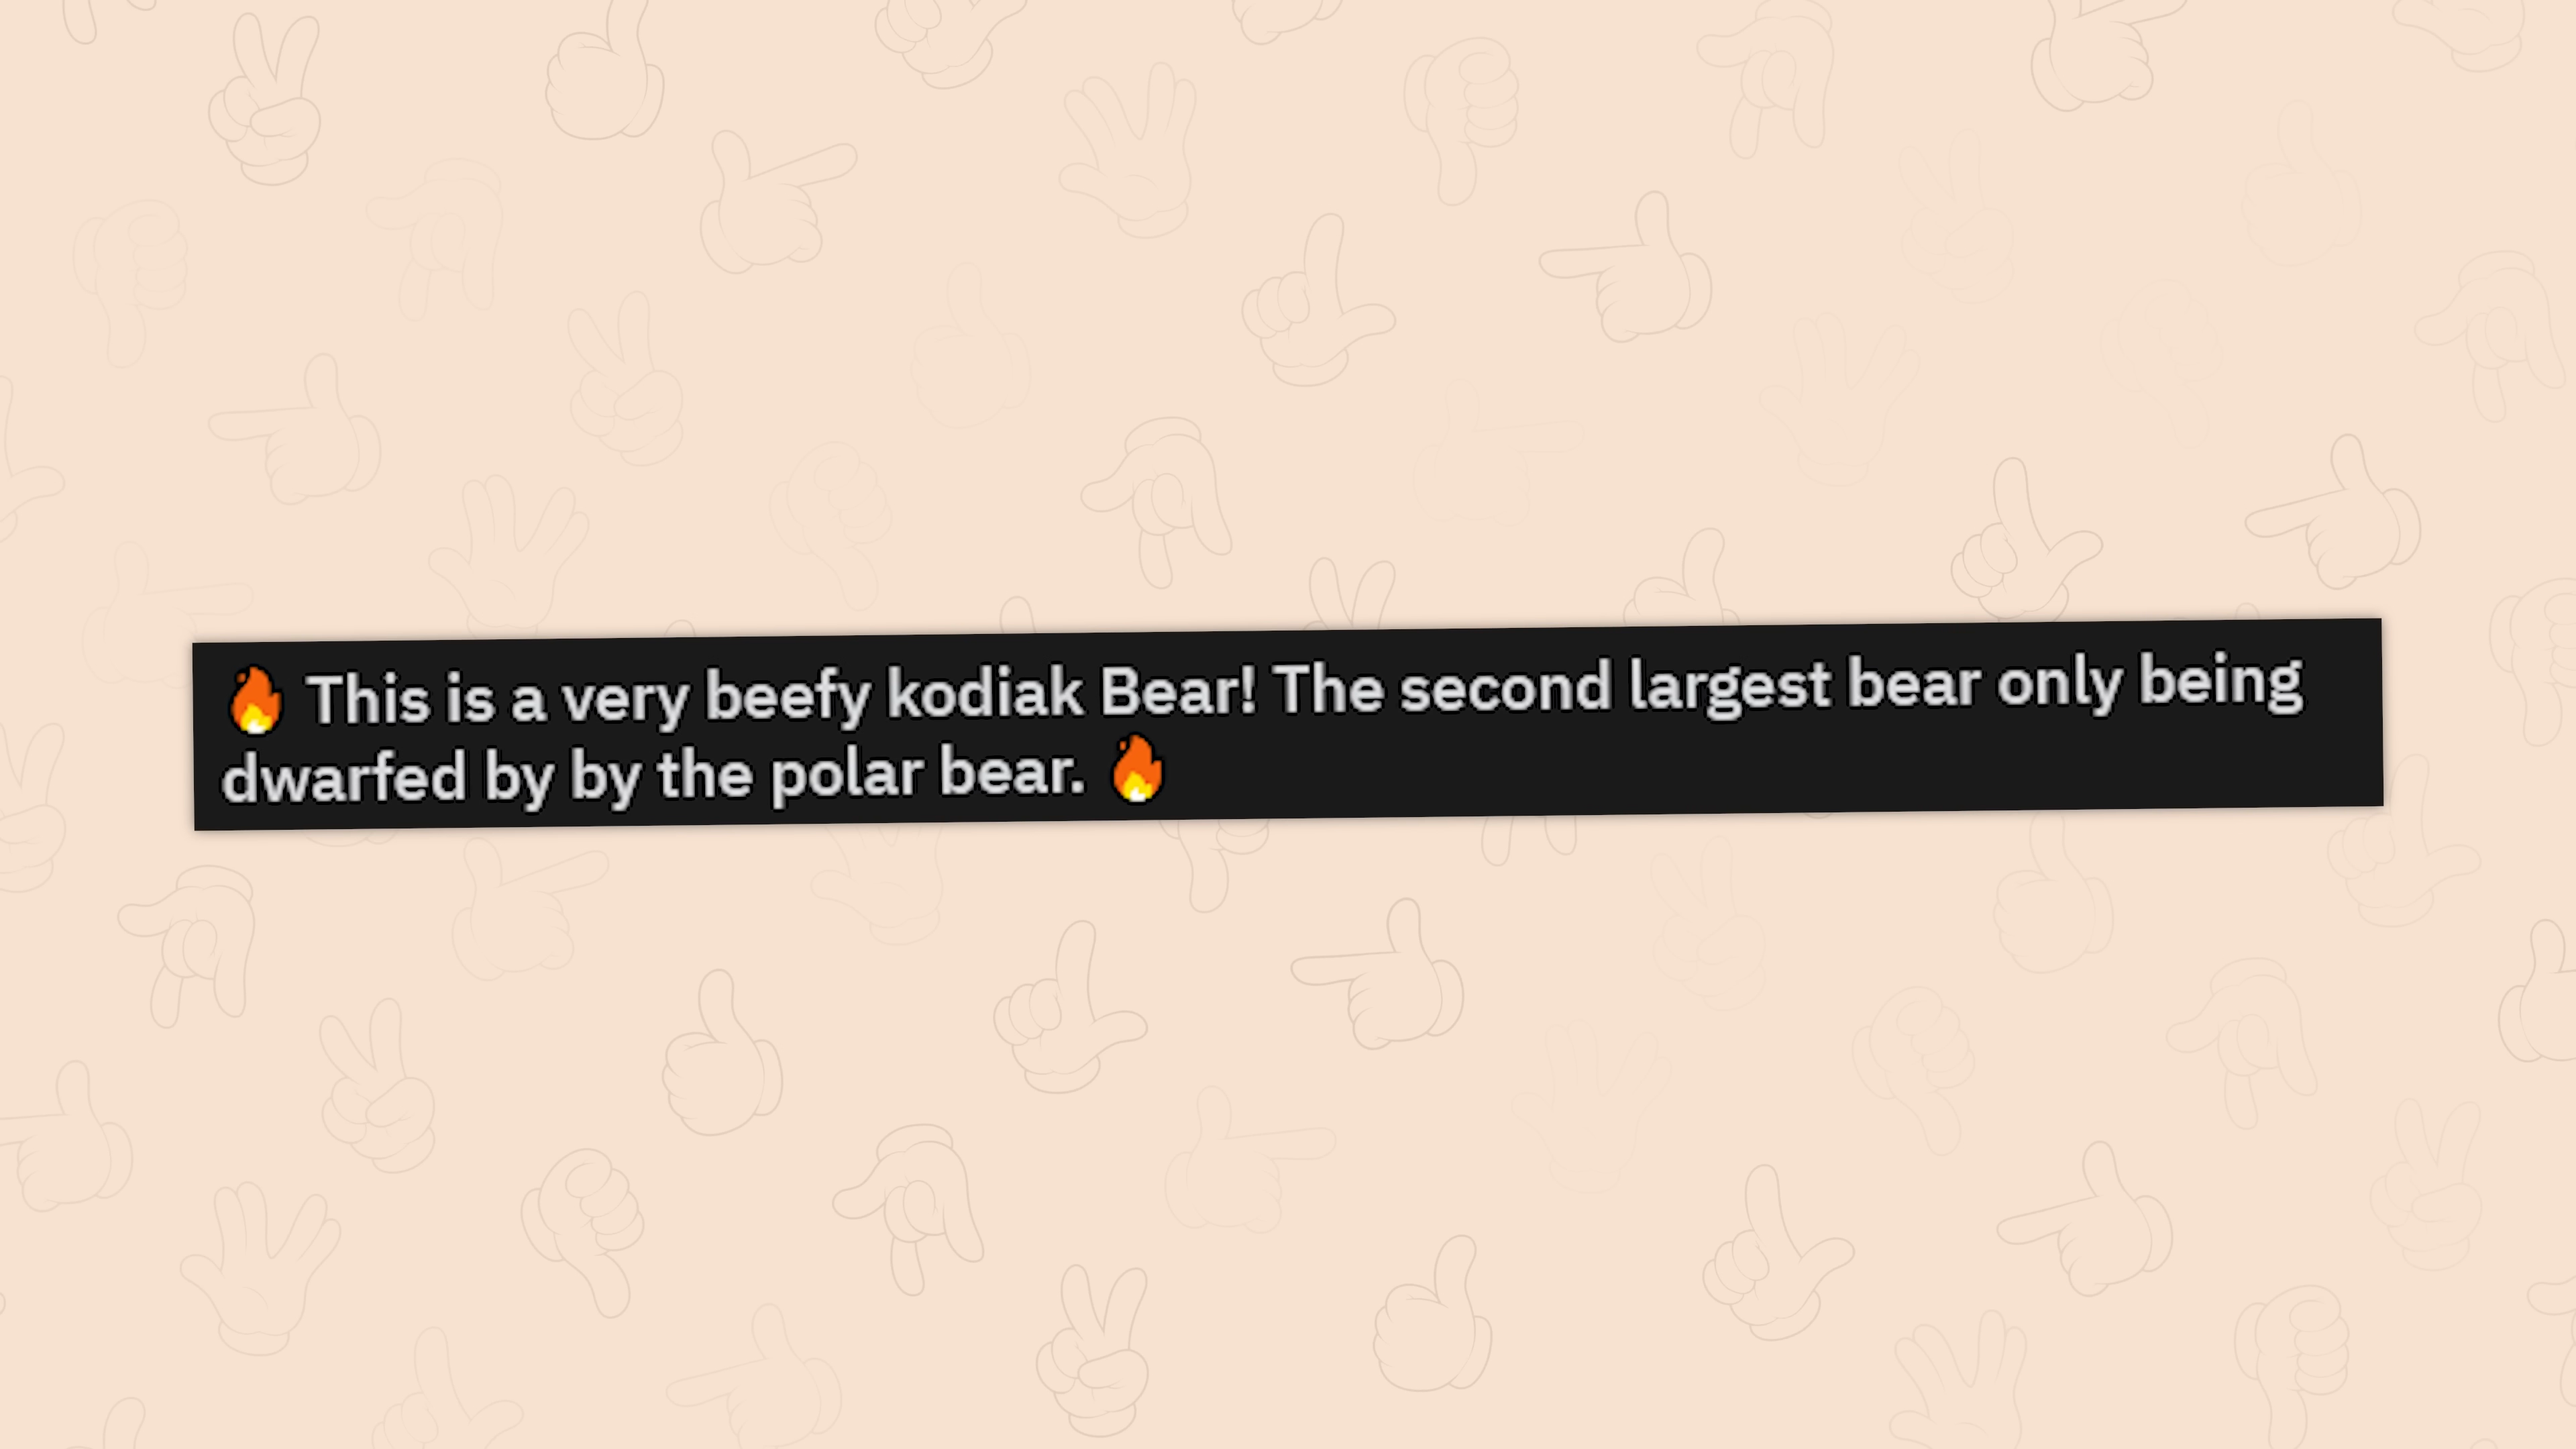 🔥 This is a very beefy kodiak Bear! The second largest bear only being
dwarfed by by the polar bear. 🔥